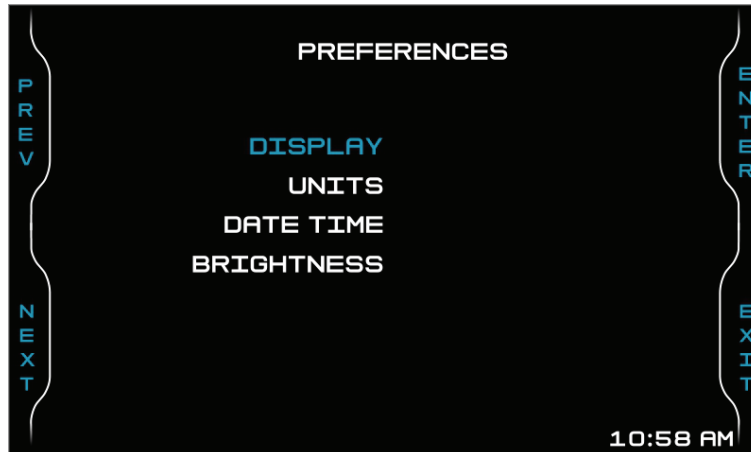 PREFERENCES
PREV
ENTER
DISPLAY
UNITS
DATE TIME
BRIGHTNESS
NEXT
EXIT
10:58 AM